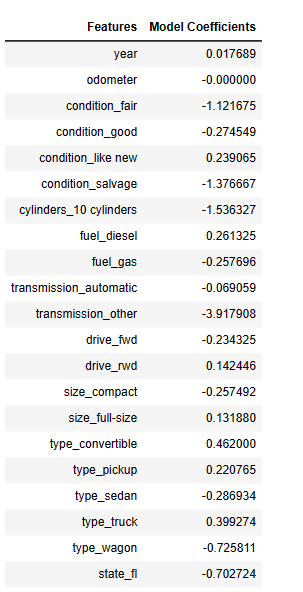 Features Model Coefficients
year 0.017689
odometer -0.000000
condition_fair -1.121675
condition_good -0.274549
condition_like new 0.239065
condition_salvage -1.376667
cylinders_10 cylinders -1.536327
fuel_diesel 0.261325
fuel_gas -0.257696
transmission_automatic -0.069059
transmission_other -3.917908
drive_fwd -0.234325
drive_rwd 0.142446
size_compact -0.257492
size_full-size 0.131880
type_convertible 0.462000
type_pickup 0.220765
type_sedan -0.286934
type_truck 0.399274
type_wagon -0.725811
state_fl -0.702724